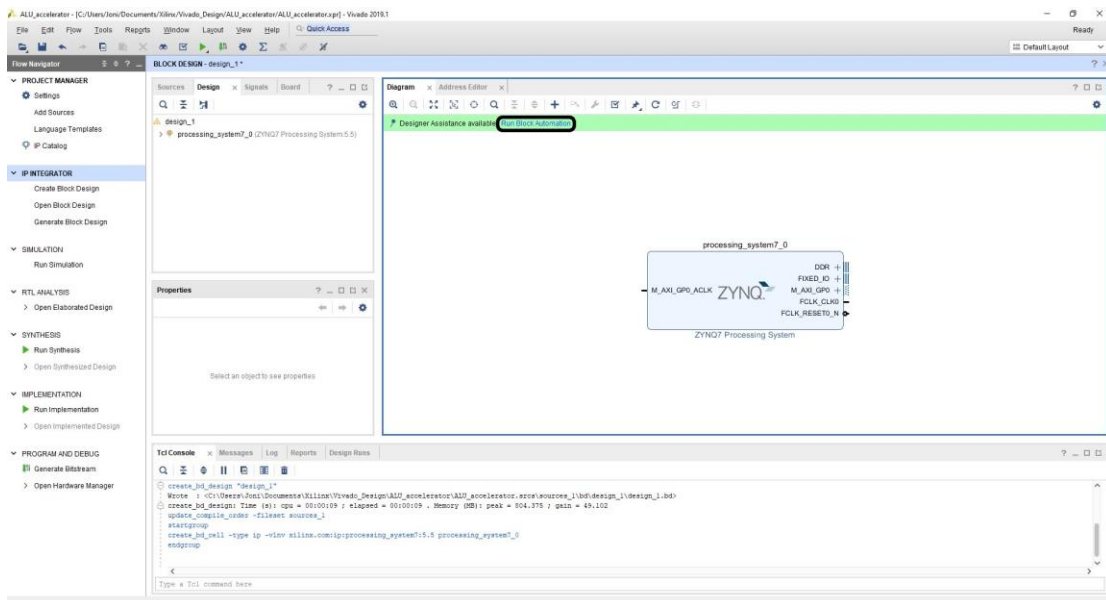 ALU_accelerator - [C:/Users/Joni/Documents/Xilinx/Vivado_Design/ALU_accelerator/ALU_accelerator.xpr] - Vivado 2019.1
File Edit Flow Tools Reports Window Layout View Help Quick Access
Ready
Default Layout
Flow Navigator
PROJECT MANAGER
Settings
Add Sources
Language Templates
IP Catalog
IP INTEGRATOR
Create Block Design
Open Block Design
Generate Block Design
SIMULATION
Run Simulation
RTL ANALYSIS
Open Elaborated Design
SYNTHESIS
Run Synthesis
Open Synthesized Design
IMPLEMENTATION
Run Implementation
Open Implemented Design
PROGRAM AND DEBUG
Generate Bitstream
Open Hardware Manager
BLOCK DESIGN - design_1 *
Sources Design Signals Board
design_1
processing_system7_0 (ZYNQ7 Processing System:5.5)
Properties
Select an object to see properties
Diagram Address Editor
Designer Assistance available. Run Block Automation
processing_system7_0
DDR
FIXED_IO
M_AXI_GP0_ACLK ZYNQ. M_AXI_GP0
FCLK_CLK0
FCLK_RESET0_N
ZYNQ7 Processing System
Tcl Console Messages Log Reports Design Runs
create_bd_design "design_1"
Wrote : <C:\Users\Joni\Documents\Xilinx\Vivado_Design\ALU_accelerator\ALU_accelerator.srcs\sources_1\bd\design_1\design_1.bd>
create_bd_design: Time (s): cpu = 00:00:09 ; elapsed = 00:00:09 . Memory (MB): peak = 804.375 ; gain = 49.102
update_compile_order -fileset sources_1
startgroup
create_bd_cell -type ip -vlnv xilinx.com:ip:processing_system7:5.5 processing_system7_0
endgroup
Type a Tcl command here